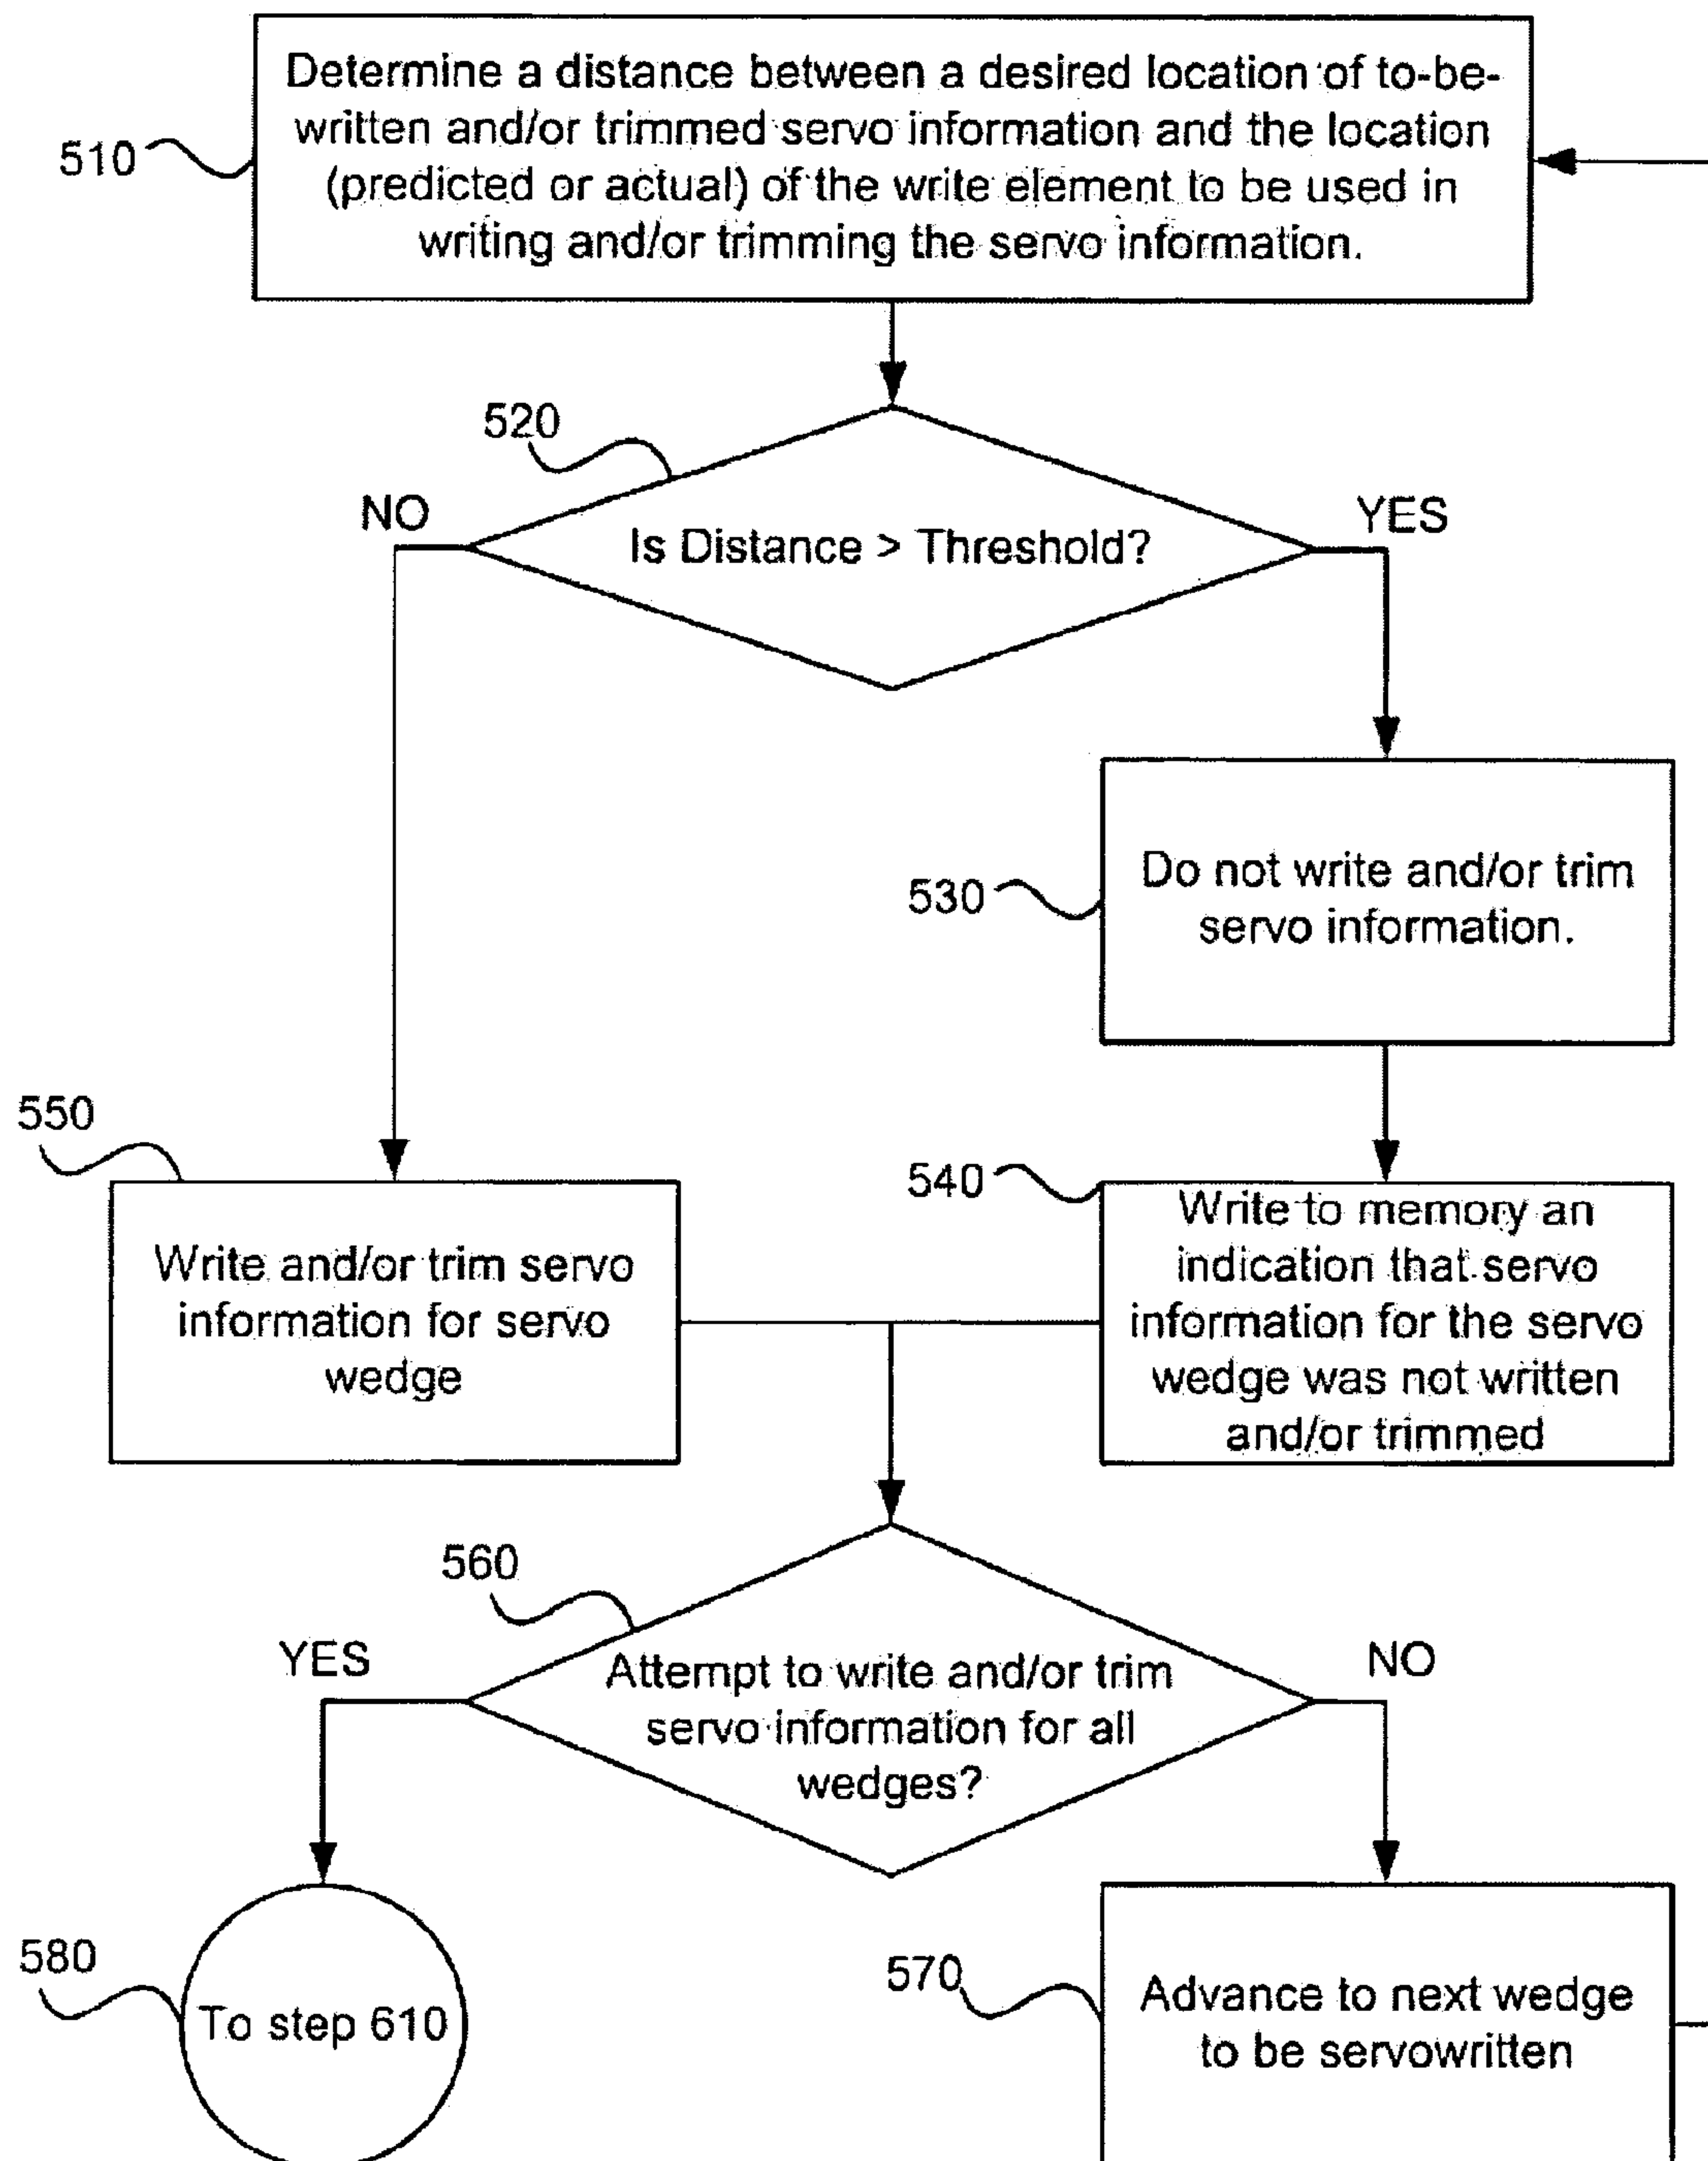 Determine a distance between a desired location of to-be-
written and/or trimmed servo information and the location
(predicted or actual) of the write element to be used in
writing and/or trimming the servo information.
510
520
NO
YES
Is Distance > Threshold?
530
Do not write and/or trim
servo information.
550
Write and/or trim servo
information for servo
wedge
540
Write to memory an
indication that servo
information for the servo
wedge was not written
and/or trimmed
560
YES
NO
Attempt to write and/or trim
servo information for all
wedges?
580
To step 610
570
Advance to next wedge
to be servowritten